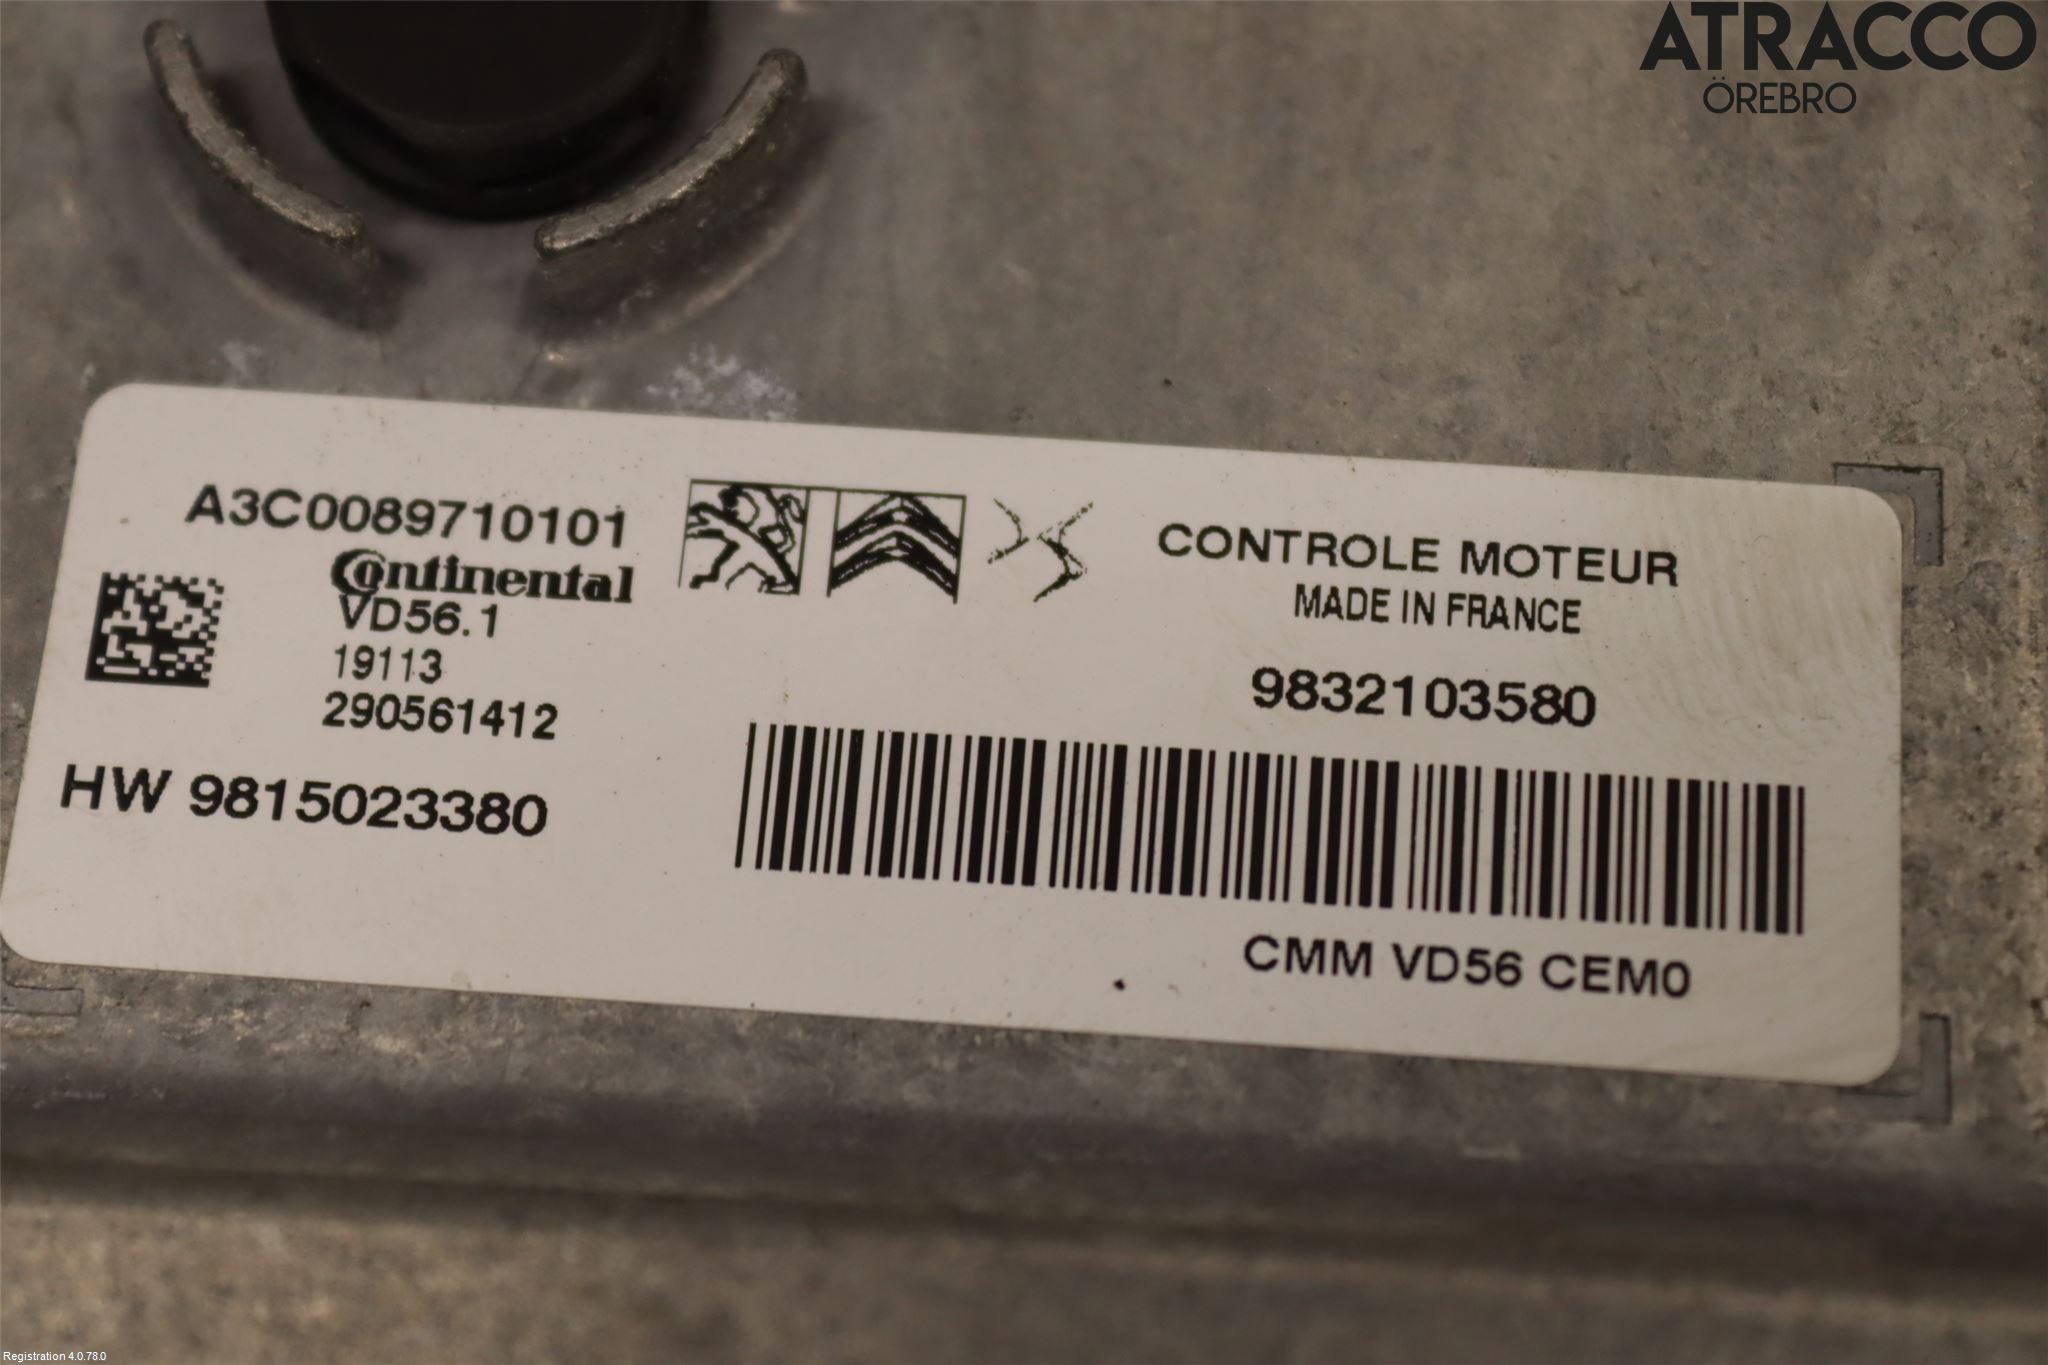 ATRACCO
ÖREBRO
A3C0089710101
Continental
VD56.1
19113
290561412
HW 9815023380
CONTROLE MOTEUR
MADE IN FRANCE
9832103580
CMM VD56 CEM0
Registration 4.0.78.0